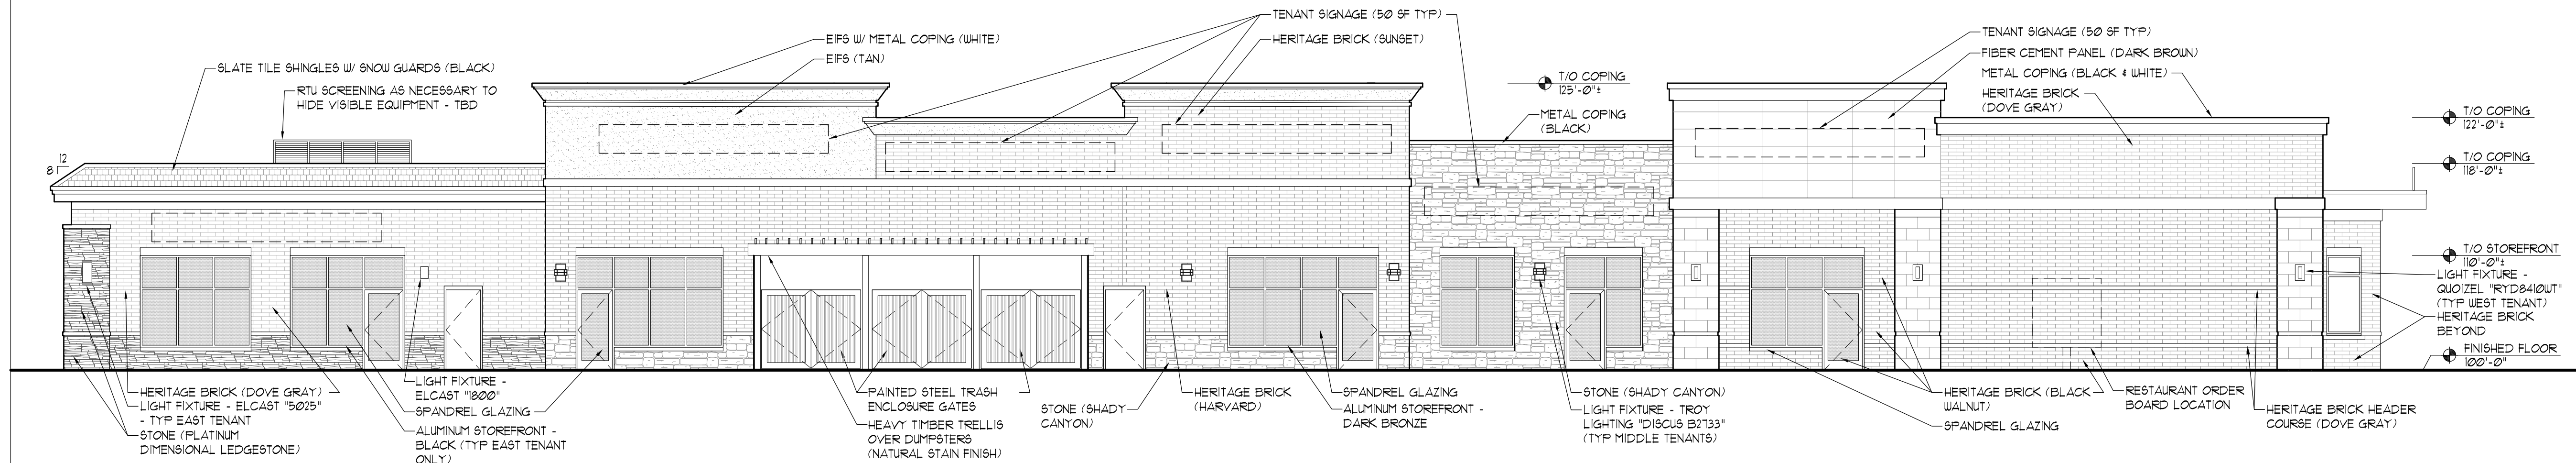 TENANT SIGNAGE (50 SF TYP)
EIFS W/ METAL COPING (WHITE)
HERITAGE BRICK (SUNSET)
EIFS (TAN)
SLATE TILE SHINGLES W/ SNOW GUARDS (BLACK)
RTU SCREENING AS NECESSARY TO
HIDE VISIBLE EQUIPMENT - TBD
12
8
T/O COPING
125'-0"±
METAL COPING
(BLACK)
TENANT SIGNAGE (50 SF TYP)
FIBER CEMENT PANEL (DARK BROWN)
METAL COPING (BLACK & WHITE)
HERITAGE BRICK
(DOVE GRAY)
T/O COPING
122'-0"±
T/O COPING
118'-0"±
T/O STOREFRONT
110'-0"±
LIGHT FIXTURE -
QUOIZEL "RYD8410WT"
(TYP WEST TENANT)
HERITAGE BRICK
BEYOND
FINISHED FLOOR
100'-0"
HERITAGE BRICK (DOVE GRAY)
LIGHT FIXTURE - ELCAST "5025"
- TYP EAST TENANT
STONE (PLATINUM
DIMENSIONAL LEDGESTONE)
LIGHT FIXTURE -
ELCAST "1800"
SPANDREL GLAZING
ALUMINUM STOREFRONT -
BLACK (TYP EAST TENANT
ONLY)
PAINTED STEEL TRASH
ENCLOSURE GATES
HEAVY TIMBER TRELLIS
OVER DUMPSTERS
(NATURAL STAIN FINISH)
STONE (SHADY
CANYON)
HERITAGE BRICK
(HARVARD)
SPANDREL GLAZING
ALUMINUM STOREFRONT -
DARK BRONZE
STONE (SHADY CANYON)
LIGHT FIXTURE - TROY
LIGHTING "DISCUS B2733"
(TYP MIDDLE TENANTS)
HERITAGE BRICK (BLACK
WALNUT)
SPANDREL GLAZING
RESTAURANT ORDER
BOARD LOCATION
HERITAGE BRICK HEADER
COURSE (DOVE GRAY)